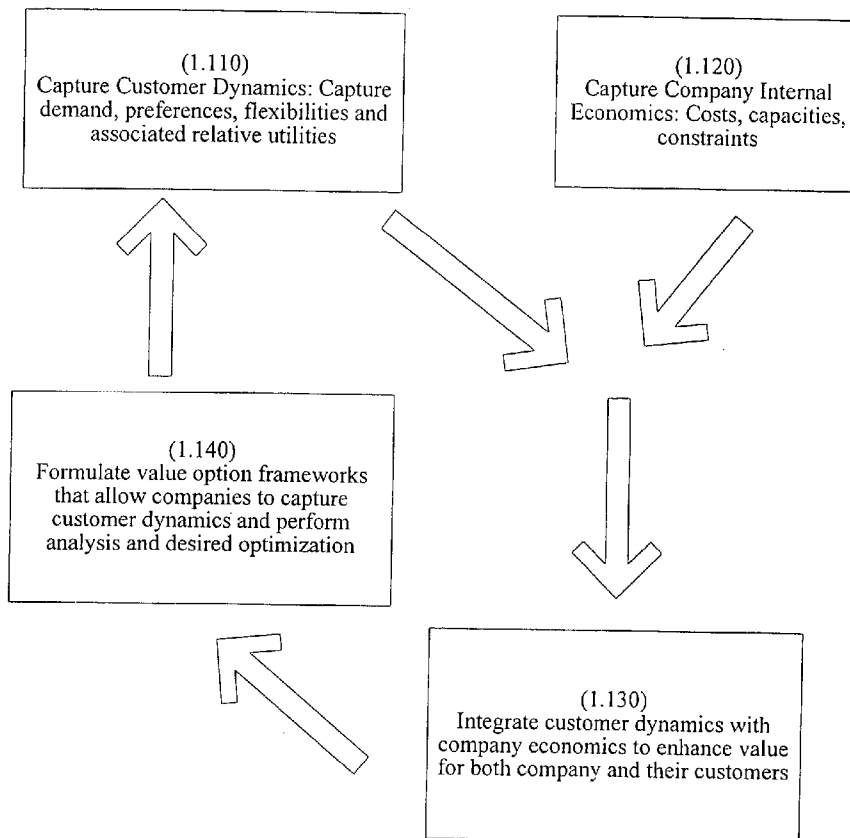 (1.110)
Capture Customer Dynamics: Capture
demand, preferences, flexibilities and
associated relative utilities
(1.120)
Capture Company Internal
Economics: Costs, capacities,
constraints
(1.140)
Formulate value option frameworks
that allow companies to capture
customer dynamics and perform
analysis and desired optimization
(1.130)
Integrate customer dynamics with
company economics to enhance value
for both company and their customers